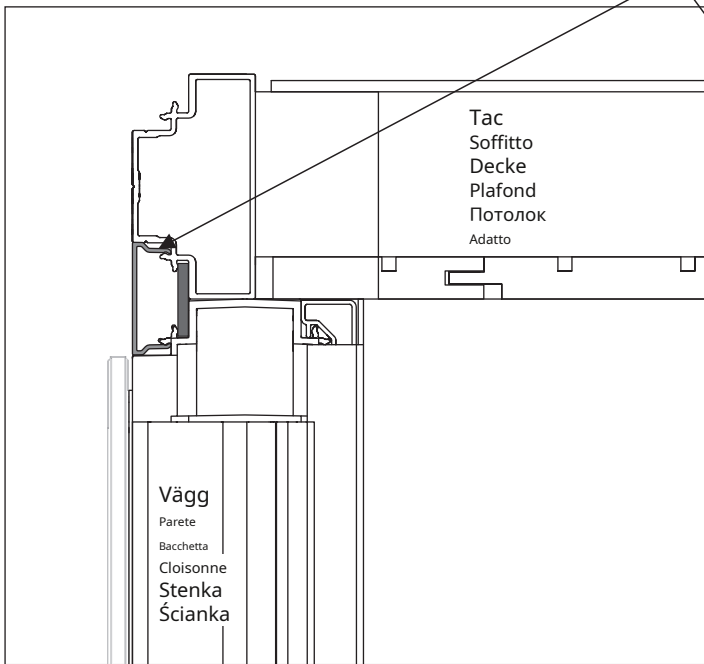 Tac
Soffitto
Decke
Plafond
Потолок
Adatto
Vägg
Parete
Bacchetta
Cloisonne
Stenka
Ścianka